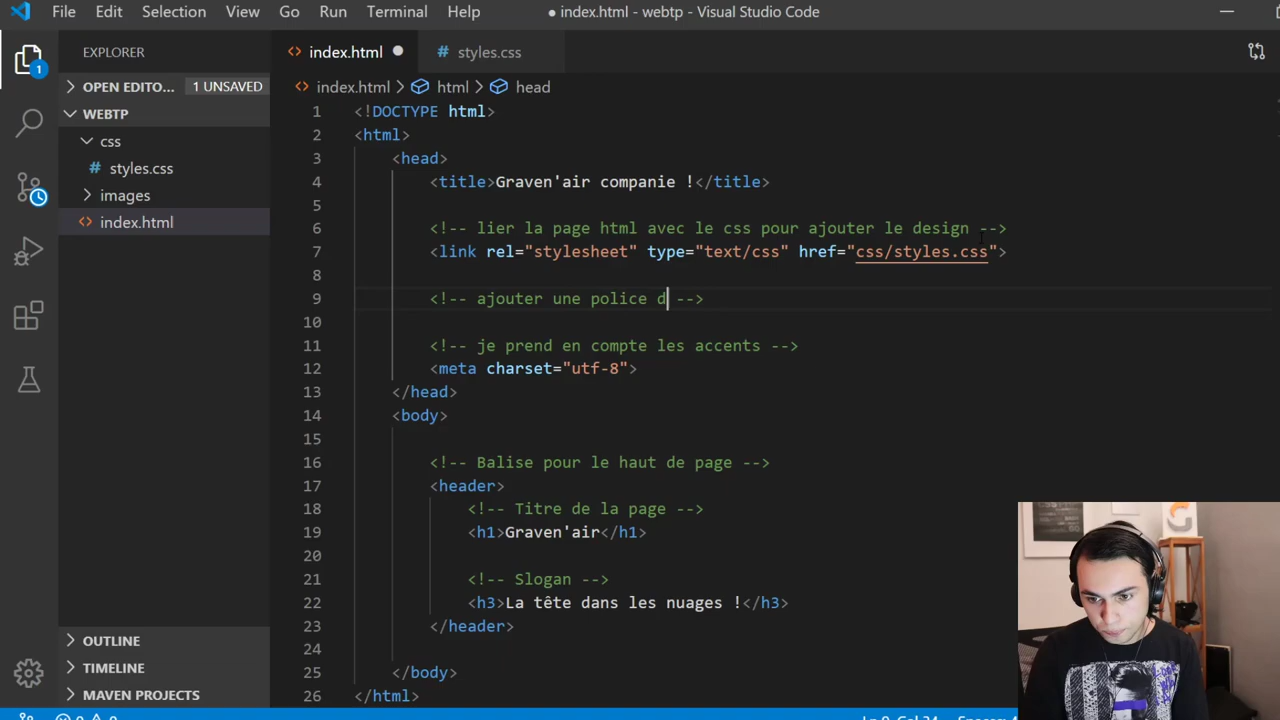 File Edit Selection View Go Run Terminal Help ● index.html - webtp - Visual Studio Code
EXPLORER
index.html
styles.css
OPEN EDITO... 1 UNSAVED
index.html > html > head
WEBTP
css
styles.css
images
index.html
1
1 <!DOCTYPE html>
2 <html>
3 <head>
4 <title>Graven'air companie !</title>
5
6 <!-- lier la page html avec le css pour ajouter le design -->
7 <link rel="stylesheet" type="text/css" href="css/styles.css">
8
9 <!-- ajouter une police d -->
10
11 <!-- je prend en compte les accents -->
12 <meta charset="utf-8">
13 </head>
14 <body>
15
16 <!-- Balise pour le haut de page -->
17 <header>
18 <!-- Titre de la page -->
19 <h1>Graven'air</h1>
20
21 <!-- Slogan -->
22 <h3>La tête dans les nuages !</h3>
23 </header>
24
25 </body>
26 </html>
OUTLINE
TIMELINE
MAVEN PROJECTS